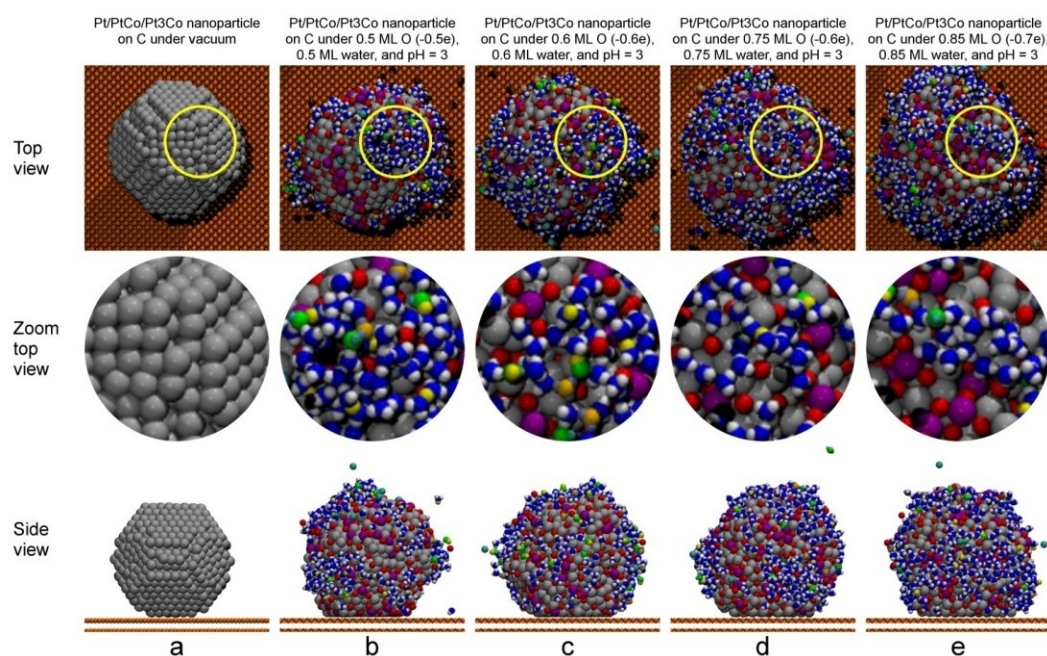 Pt/PtCo/Pt3Co nanoparticle
on C under vacuum
Pt/PtCo/Pt3Co nanoparticle
on C under 0.5 ML O (-0.5e),
0.5 ML water, and pH = 3
Pt/PtCo/Pt3Co nanoparticle
on C under 0.6 ML O (-0.6e),
0.6 ML water, and pH = 3
Pt/PtCo/Pt3Co nanoparticle
on C under 0.75 ML O (-0.6e),
0.75 ML water, and pH = 3
Pt/PtCo/Pt3Co nanoparticle
on C under 0.85 ML O (-0.7e),
0.85 ML water, and pH = 3
Top
view
Zoom
top
view
Side
view
a
b
c
d
e